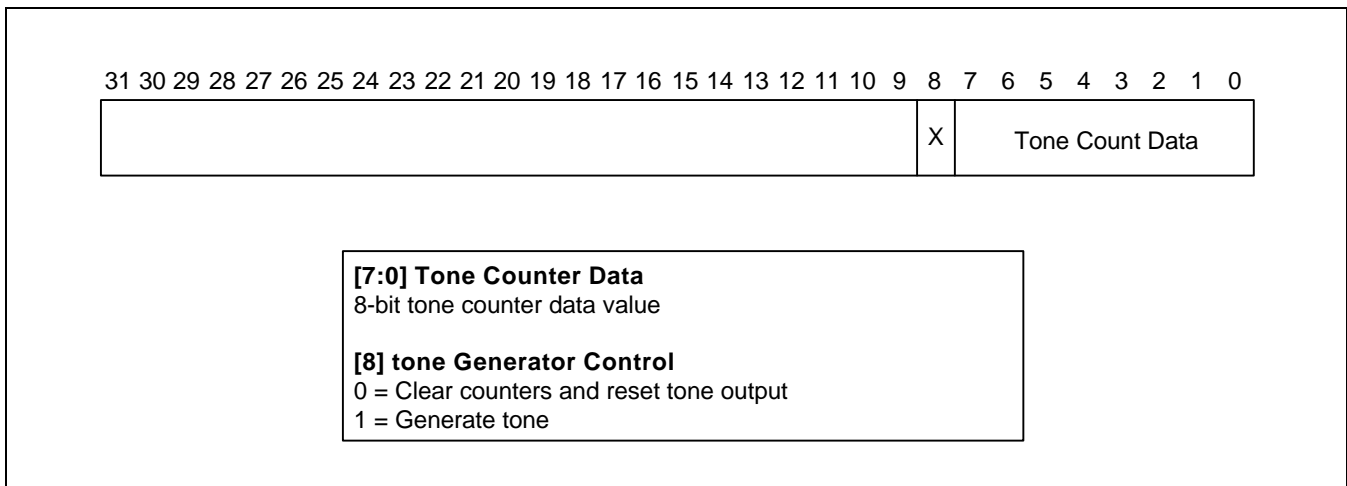 31 30 29 28 27 26 25 24 23 22 21 20 19 18 17 16 15 14 13 12 11 10 9 8 7 6 5 4 3 2 1 0
X Tone Count Data
[7:0] Tone Counter Data
8-bit tone counter data value
[8] tone Generator Control
0 = Clear counters and reset tone output
1 = Generate tone